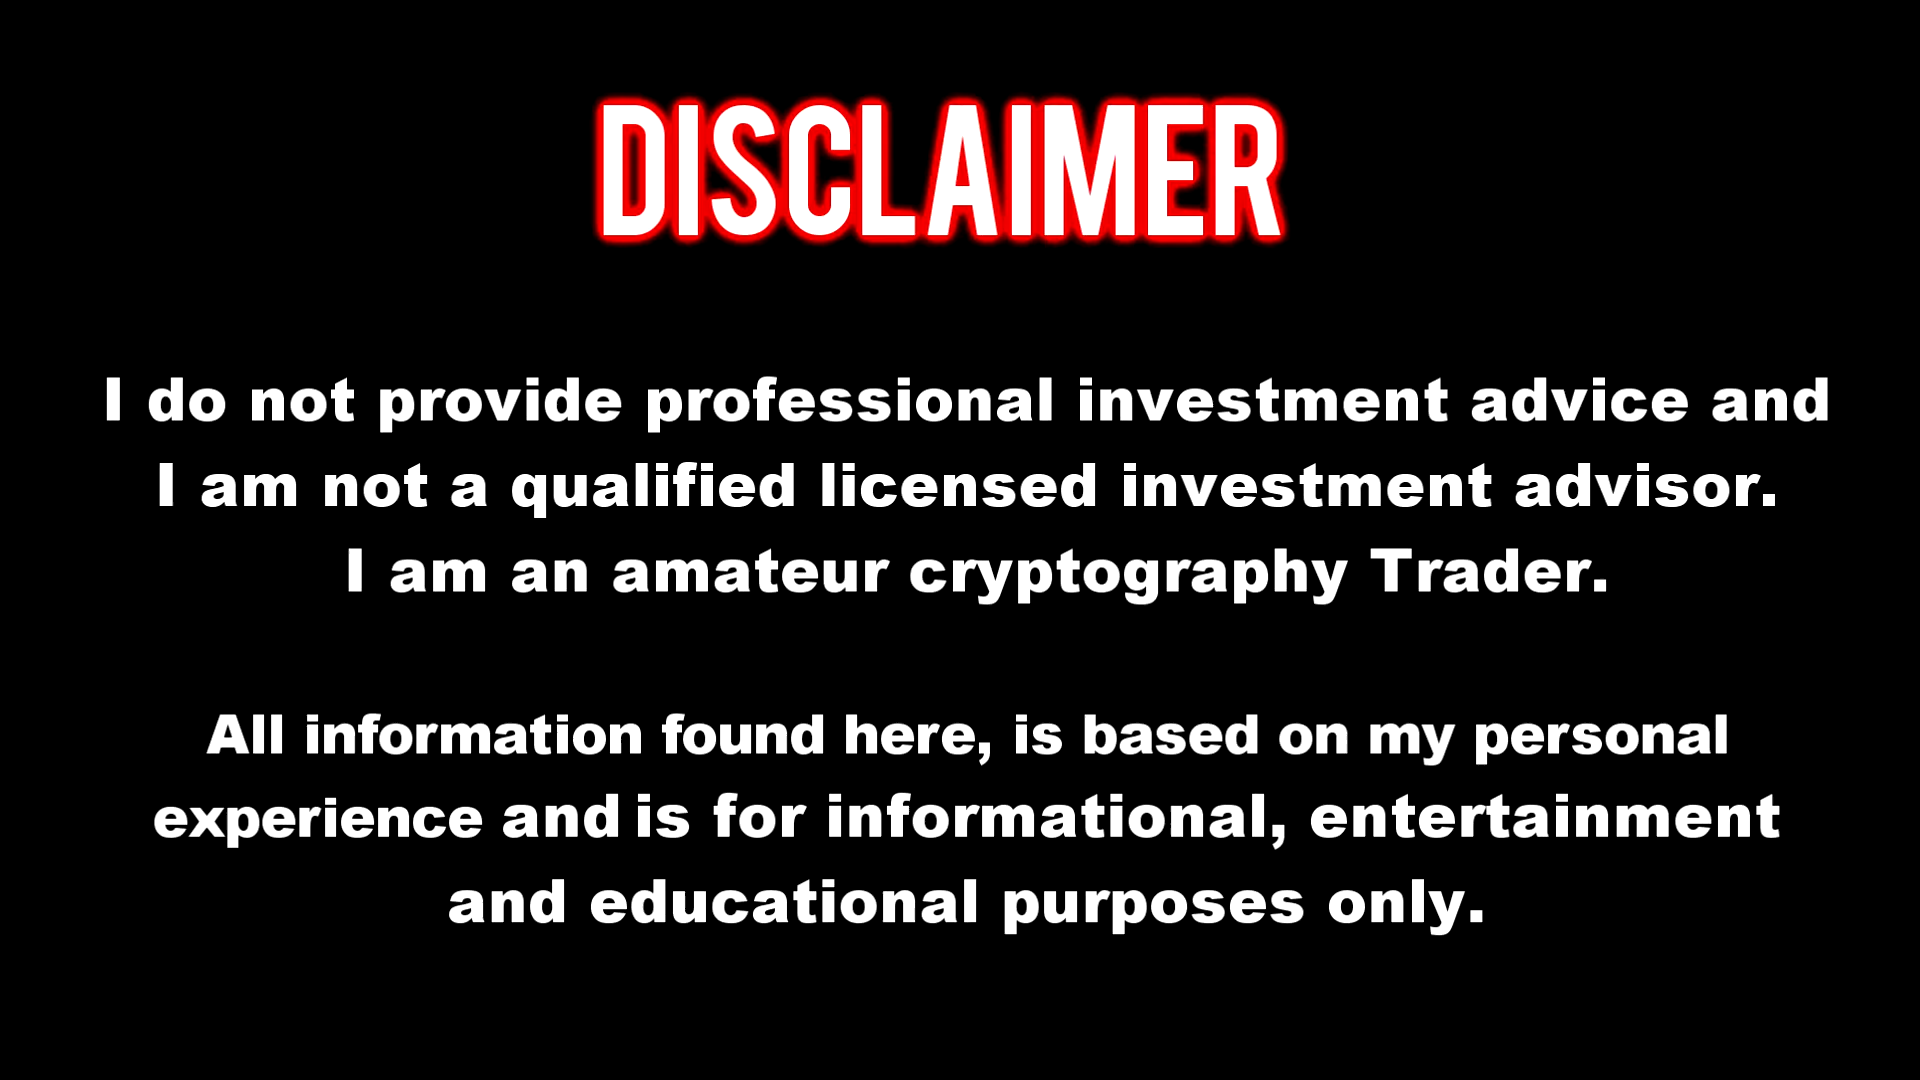 DISCLAIMER
I do not provide professional investment advice and
I am not a qualified licensed investment advisor.
I am an amateur cryptography Trader.
All information found here, is based on my personal
experience and is for informational, entertainment
and educational purposes only.